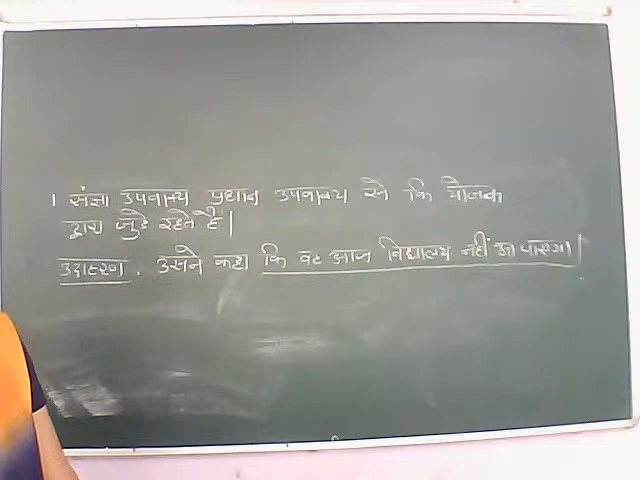 1 संज्ञा उपवाक्य प्रधान उपवाक्य से कि योजक
द्वारा जुड़े रहते हैं|
उदाहरण. उसने कहा कि वह आज विद्यालय नहीं जा पाएगा|